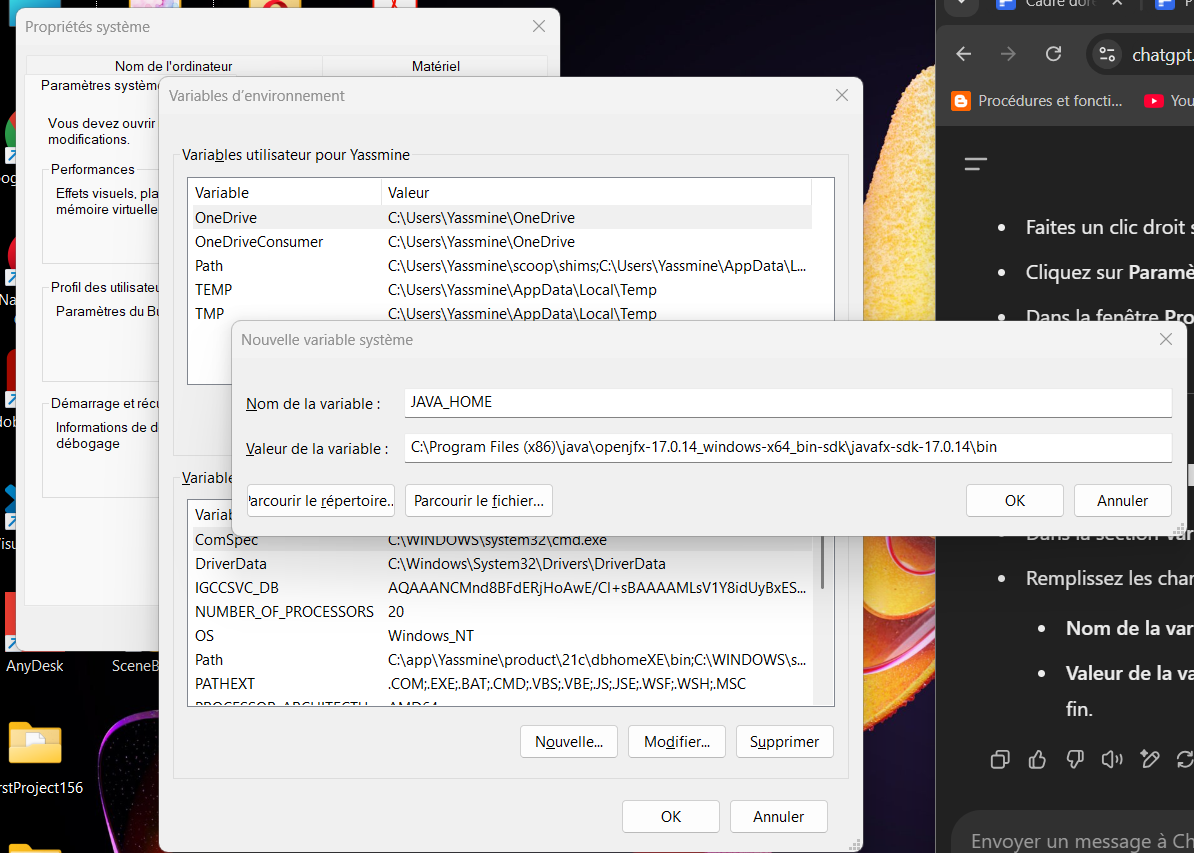 Propriétés système
Nom de l'ordinateur
Matériel
Paramètres système
Vous devez ouvrir
modifications.
Performances
Effets visuels, pla
mémoire virtuelle
Profil des utilisateu
Paramètres du Bu
Démarrage et récu
Informations de d
débogage
Variables d'environnement
Variables utilisateur pour Yassmine
Variable Valeur
OneDrive C:\Users\Yassmine\OneDrive
OneDriveConsumer C:\Users\Yassmine\OneDrive
Path C:\Users\Yassmine\scoop\shims;C:\Users\Yassmine\AppData\L...
TEMP C:\Users\Yassmine\AppData\Local\Temp
TMP C:\Users\Yassmine\AppData\Local\Temp
Nouvelle variable système
Nom de la variable : JAVA_HOME
Valeur de la variable : C:\Program Files (x86)\java\openjfx-17.0.14_windows-x64_bin-sdk\javafx-sdk-17.0.14\bin
Parcourir le répertoire... Parcourir le fichier... OK Annuler
Variable
Variab
ComSpec C:\WINDOWS\system32\cmd.exe
DriverData C:\Windows\System32\Drivers\DriverData
IGCCSVC_DB AQAAANCMnd8BFdERjHoAwE/Cl+sBAAAAMLsV1Y8idUyBxES...
NUMBER_OF_PROCESSORS 20
OS Windows_NT
Path C:\app\Yassmine\product\21c\dbhomeXE\bin;C:\WINDOWS\s...
PATHEXT .COM;.EXE;.BAT;.CMD;.VBS;.VBE;.JS;.JSE;.WSF;.WSH;.MSC
PROCESSOR_ARCHITECTU AMD64
Nouvelle... Modifier... Supprimer
OK Annuler
AnyDesk
SceneB
rstProject156
Cadre dor
chatgpt.
Procédures et foncti...
You
Faites un clic droit s
Cliquez sur Paramè
Dans la fenêtre Pro
Dans la section Var
Remplissez les char
Nom de la var
Valeur de la va
fin.
Envoyer un message à Ch